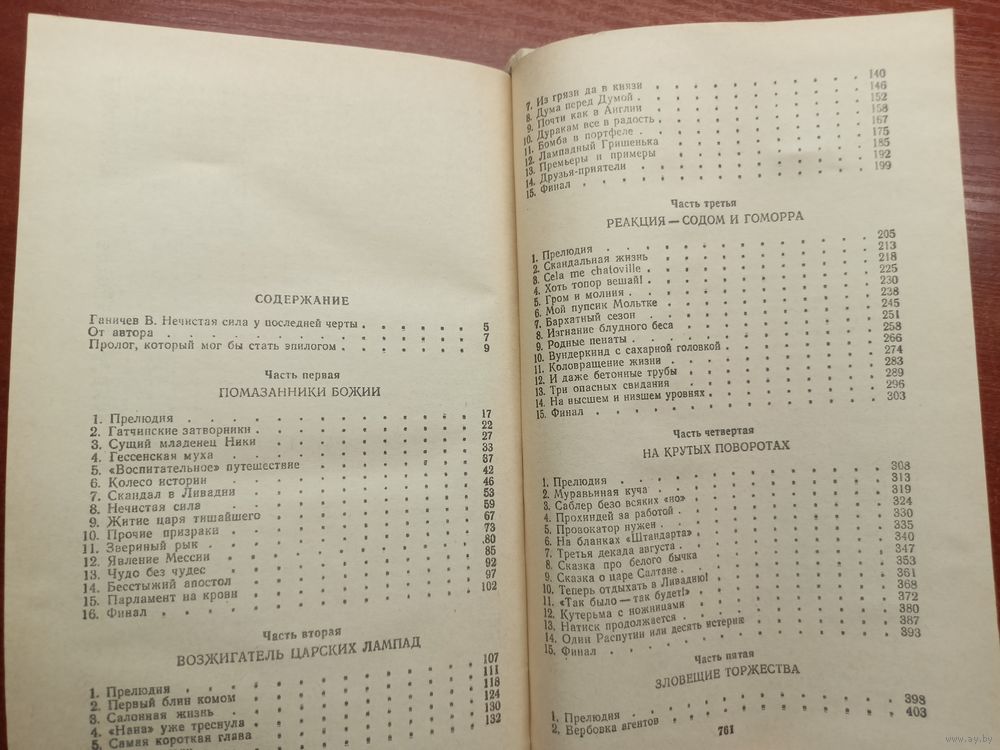 СОДЕРЖАНИЕ
Ганичев В. Нечистая сила у последней черты . . . . . 5
От автора . . . . . 7
Пролог, который мог бы стать эпилогом . . . . . 9
Часть первая
ПОМАЗАННИКИ БОЖИИ
1. Прелюдия . . . . . 17
2. Гатчинские затворники . . . . . 22
3. Сущий младенец Ники . . . . . 27
4. Гессенская муха . . . . . 33
5. «Воспитательное» путешествие . . . . . 37
6. Колесо истории . . . . . 42
7. Скандал в Ливадии . . . . . 46
8. Нечистая сила . . . . . 53
9. Житие царя тишайшего . . . . . 59
10. Прочие призраки . . . . . 67
11. Звериный рык . . . . . 73
12. Явление Мессии . . . . . 80
13. Чудо без чудес . . . . . 85
14. Бесстыжий апостол . . . . . 92
15. Парламент на крови . . . . . 97
16. Финал . . . . . 102
Часть вторая
ВОЗЖИГАТЕЛЬ ЦАРСКИХ ЛАМПАД
1. Прелюдия . . . . . 107
2. Первый блин комом . . . . . 111
3. Салонная жизнь . . . . . 118
4. «Нана» уже треснула . . . . . 124
5. Самая короткая глава . . . . . 130
132
7. Из грязи да в князи . . . . . 140
8. Дума перед Думой . . . . . 146
9. Почти как в Англии . . . . . 152
10. Дуракам все в радость . . . . . 158
11. Бомба в портфеле . . . . . 167
12. Лампадный Гришенька . . . . . 175
13. Премьеры и примеры . . . . . 185
14. Друзья-приятели . . . . . 192
15. Финал . . . . . 199
Часть третья
РЕАКЦИЯ — СОДОМ И ГОМОРРА
1. Прелюдия . . . . . 205
2. Скандальная жизнь . . . . . 213
3. Cela me chatoville . . . . . 218
4. Хоть топор вешай! . . . . . 225
5. Гром и молния . . . . . 230
6. Мой пупсик Мольтке . . . . . 238
7. Бархатный сезон . . . . . 245
8. Изгнание блудного беса . . . . . 251
9. Родные пенаты . . . . . 258
10. Вундеркинд с сахарной головкой . . . . . 266
11. Коловращение жизни . . . . . 274
12. И даже бетонные трубы . . . . . 283
13. Три опасных свидания . . . . . 289
14. На высшем и низшем уровнях . . . . . 296
15. Финал . . . . . 303
Часть четвертая
НА КРУТЫХ ПОВОРОТАХ
1. Прелюдия . . . . . 308
2. Муравьиная куча . . . . . 313
3. Саблер безо всяких «но» . . . . . 319
4. Прохиндей за работой . . . . . 324
5. Провокатор нужен . . . . . 330
6. На бланках «Штандарта» . . . . . 335
7. Третья декада августа . . . . . 340
8. Сказка про белого бычка . . . . . 347
9. Сказка о царе Салтане . . . . . 353
10. Теперь отдыхать в Ливадию! . . . . . 361
11. «Так было — так будет!» . . . . . 368
12. Кутерьма с ножницами . . . . . 372
13. Натиск продолжается . . . . . 380
14. Один Распутин или десять истерик . . . . . 387
15. Финал . . . . . 393
Часть пятая
ЗЛОВЕЩИЕ ТОРЖЕСТВА
1. Прелюдия . . . . . 398
2. Вербовка агентов . . . . . 403
761
www.ay.by